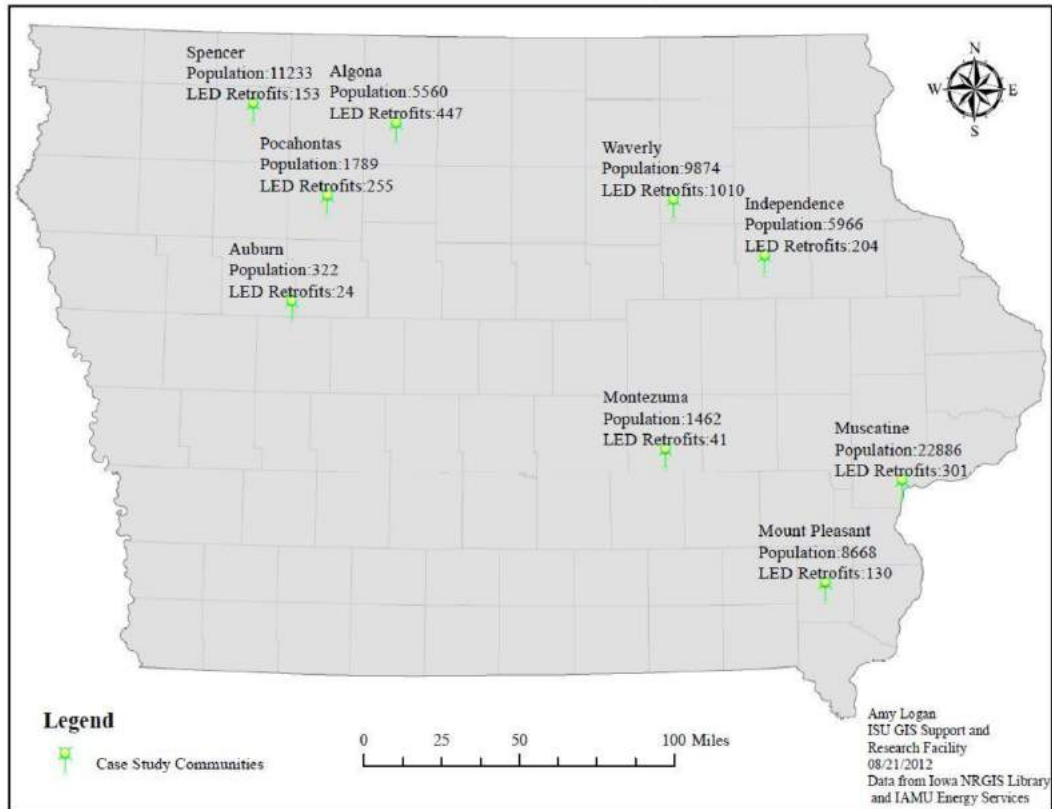 Spencer
Population:11233
LED Retrofits:153
Algona
Population:5560
LED Retrofits:447
Pocahontas
Population:1789
LED Retrofits:255
Waverly
Population:9874
LED Retrofits:1010
Independence
Population:5966
LED Retrofits:204
Auburn
Population:322
LED Retrofits:24
Montezuma
Population:1462
LED Retrofits:41
Muscatine
Population:22886
LED Retrofits:301
Mount Pleasant
Population:8668
LED Retrofits:130
N
W E
S
Legend
Case Study Communities
0 25 50 100 Miles
Amy Logan
ISU GIS Support and
Research Facility
08/21/2012
Data from Iowa NRGIS Library
and IAMU Energy Services